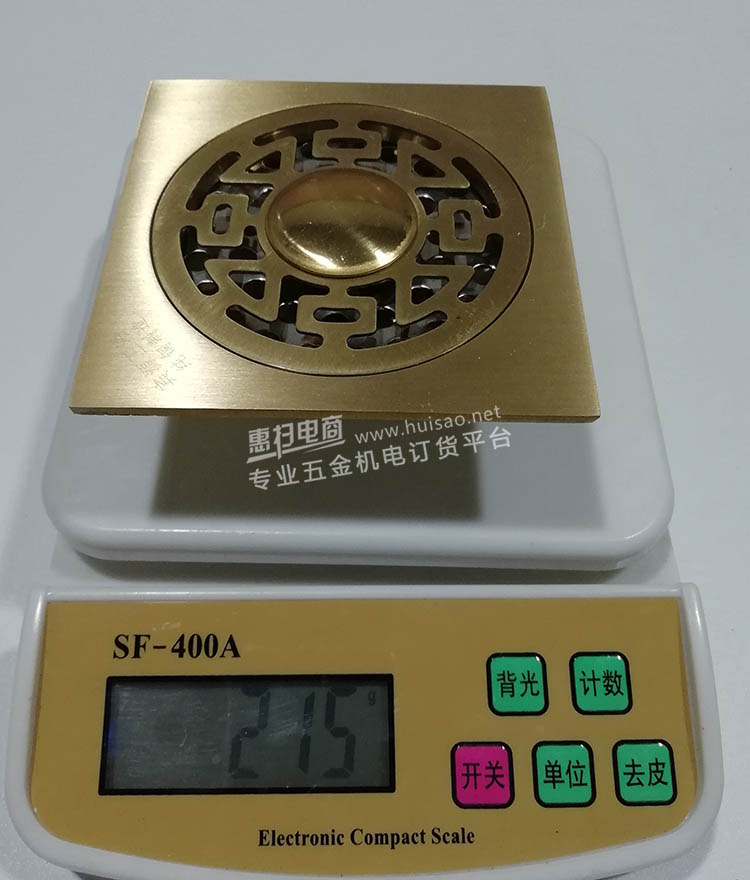 惠扫电商 www.huisao.net
专业五金机电订货平台
SF-400A
背光 计数
215 g
开关 单位 去皮
Electronic Compact Scale